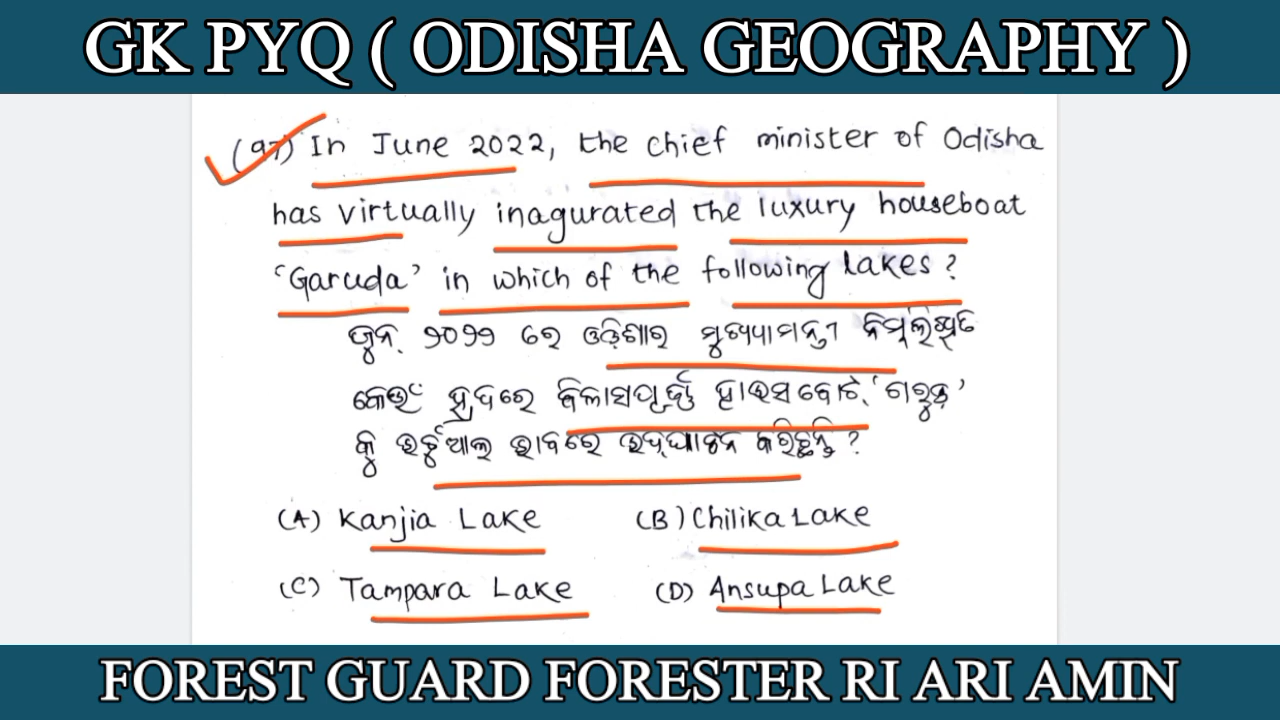 GK PYQ ( ODISHA GEOGRAPHY )
(97) In June 2022, the chief minister of Odisha
has virtually inagurated the luxury houseboat
‘Garuda’ in which of the following lakes ?
ଜୁନ୍ ୨୦୨୨ ରେ ଓଡ଼ିଶାର ମୁଖ୍ୟମନ୍ତ୍ରୀ ନିମ୍ନଲିଖିତ
କେଉଁ ହ୍ରଦରେ ବିଳାସପୂର୍ଣ୍ଣ ହାଉସବୋଟ୍ ‘ଗରୁଡ଼’
କୁ ଭର୍ଚୁଆଲ ଭାବରେ ଉଦ୍‌ଘାଟନ କରିଛନ୍ତି ?
(A) Kanjia Lake (B) Chilika Lake
(C) Tampara Lake (D) Ansupa Lake
FOREST GUARD FORESTER RI ARI AMIN